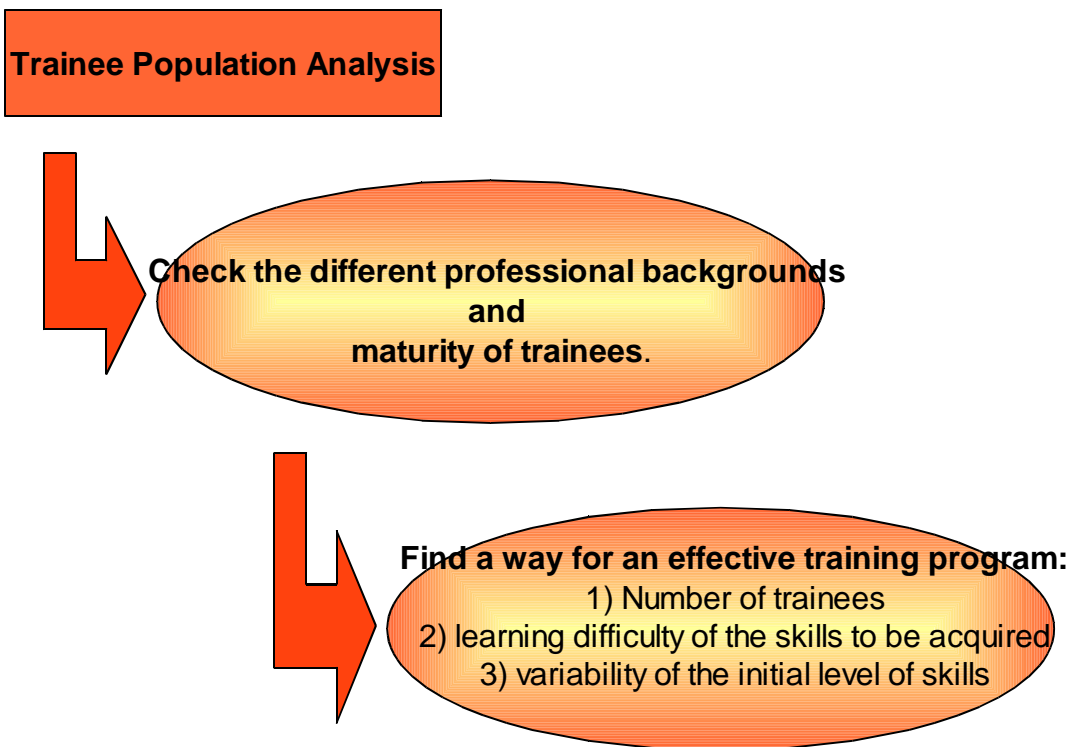 Trainee Population Analysis
Check the different professional backgrounds
and
maturity of trainees.
Find a way for an effective training program:
1) Number of trainees
2) learning difficulty of the skills to be acquired
3) variability of the initial level of skills